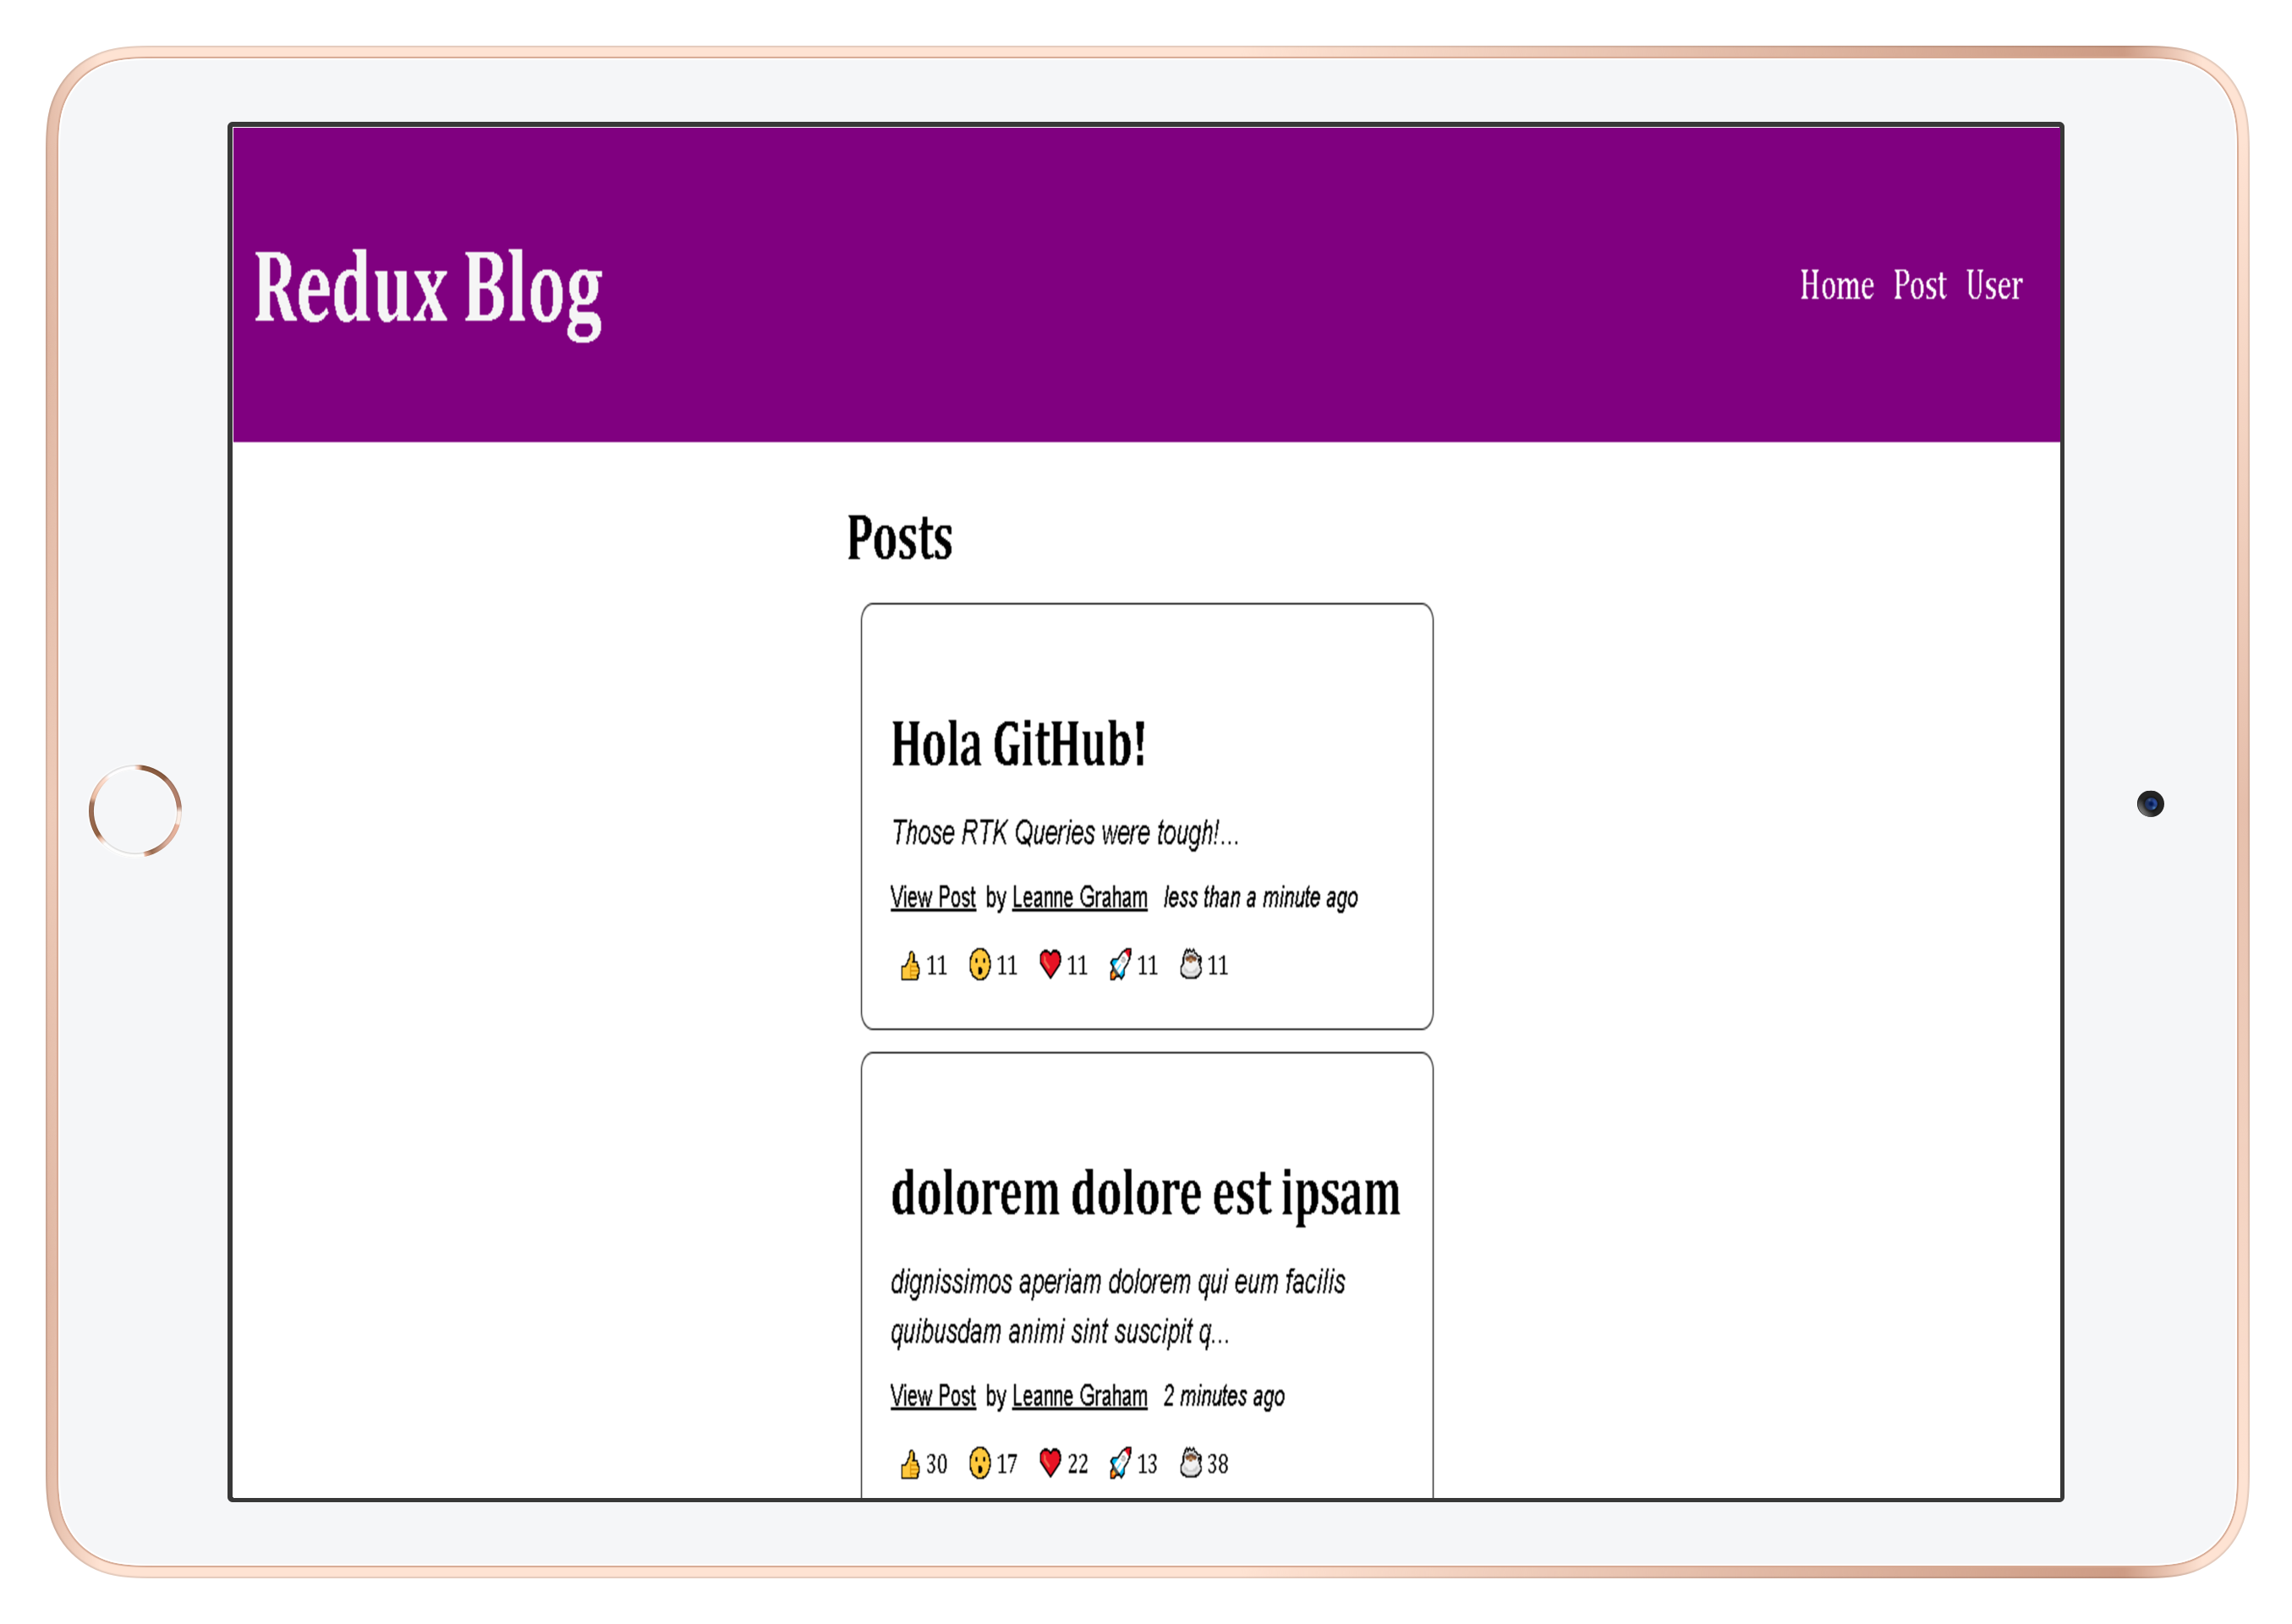 Redux Blog
Home Post User
Posts
Hola GitHub!
Those RTK Queries were tough!...
View Post by Leanne Graham less than a minute ago
👍 11 😮 11 ❤️ 11 🚀 11 11
dolorem dolore est ipsam
dignissimos aperiam dolorem qui eum facilis
quibusdam animi sint suscipit q...
View Post by Leanne Graham 2 minutes ago
👍 30 😮 17 ❤️ 22 🚀 13 38